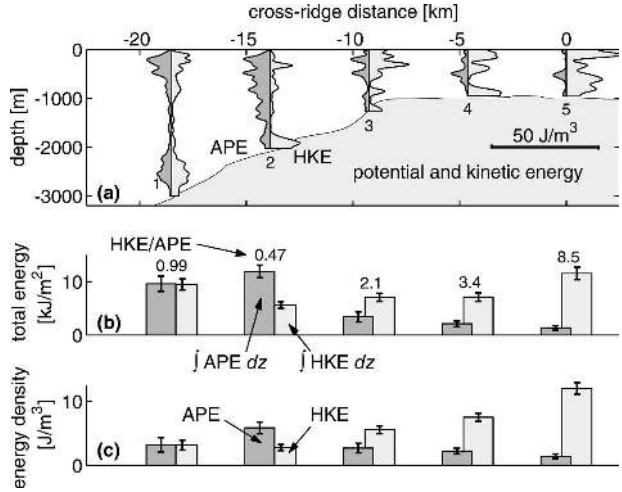 cross-ridge distance [km]
-20 -15 -10 -5 0
0
-1000
-2000
-3000
depth [m]
1
2
3
4
5
APE
HKE
50 J/m³
potential and kinetic energy
(a)
HKE/APE
0.99 0.47 2.1 3.4 8.5
10
0
total energy
[kJ/m²]
(b)
∫ APE dz ∫ HKE dz
10
0
energy density
[J/m³]
APE HKE
(c)